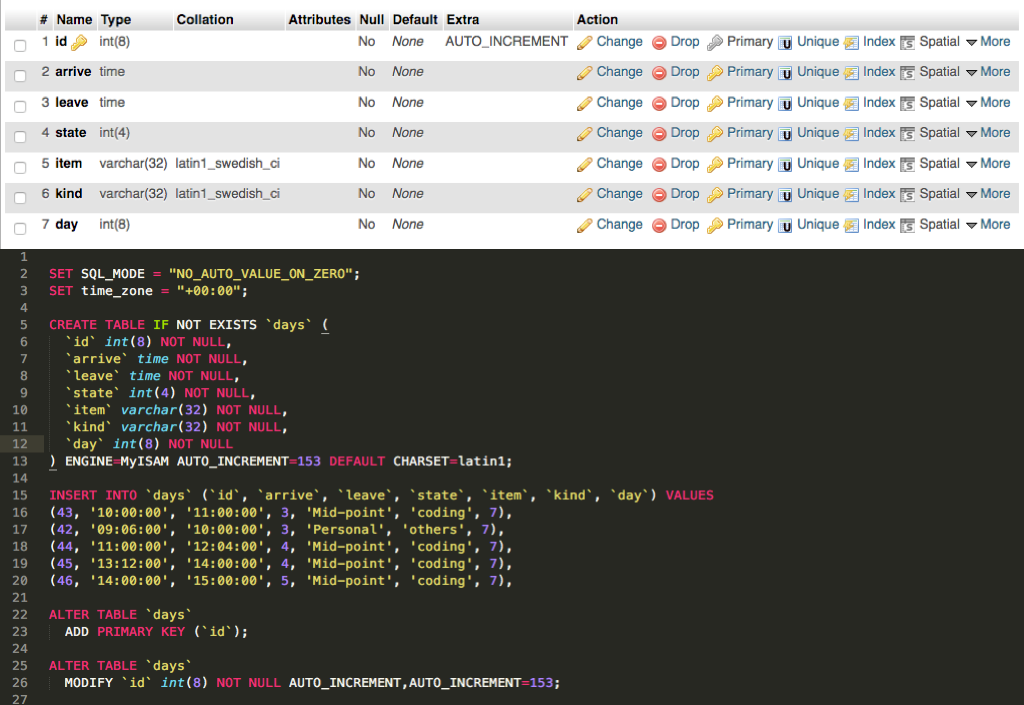 # Name Type Collation Attributes Null Default Extra Action
1 id int(8) No None AUTO_INCREMENT Change Drop Primary Unique Index Spatial More
2 arrive time No None Change Drop Primary Unique Index Spatial More
3 leave time No None Change Drop Primary Unique Index Spatial More
4 state int(4) No None Change Drop Primary Unique Index Spatial More
5 item varchar(32) latin1_swedish_ci No None Change Drop Primary Unique Index Spatial More
6 kind varchar(32) latin1_swedish_ci No None Change Drop Primary Unique Index Spatial More
7 day int(8) No None Change Drop Primary Unique Index Spatial More
1
2 SET SQL_MODE = "NO_AUTO_VALUE_ON_ZERO";
3 SET time_zone = "+00:00";
4
5 CREATE TABLE IF NOT EXISTS `days` (
6 `id` int(8) NOT NULL,
7 `arrive` time NOT NULL,
8 `leave` time NOT NULL,
9 `state` int(4) NOT NULL,
10 `item` varchar(32) NOT NULL,
11 `kind` varchar(32) NOT NULL,
12 `day` int(8) NOT NULL
13 ) ENGINE=MyISAM AUTO_INCREMENT=153 DEFAULT CHARSET=latin1;
14
15 INSERT INTO `days` (`id`, `arrive`, `leave`, `state`, `item`, `kind`, `day`) VALUES
16 (43, '10:00:00', '11:00:00', 3, 'Mid-point', 'coding', 7),
17 (42, '09:06:00', '10:00:00', 3, 'Personal', 'others', 7),
18 (44, '11:00:00', '12:04:00', 4, 'Mid-point', 'coding', 7),
19 (45, '13:12:00', '14:00:00', 4, 'Mid-point', 'coding', 7),
20 (46, '14:00:00', '15:00:00', 5, 'Mid-point', 'coding', 7),
21
22 ALTER TABLE `days`
23 ADD PRIMARY KEY (`id`);
24
25 ALTER TABLE `days`
26 MODIFY `id` int(8) NOT NULL AUTO_INCREMENT,AUTO_INCREMENT=153;
27